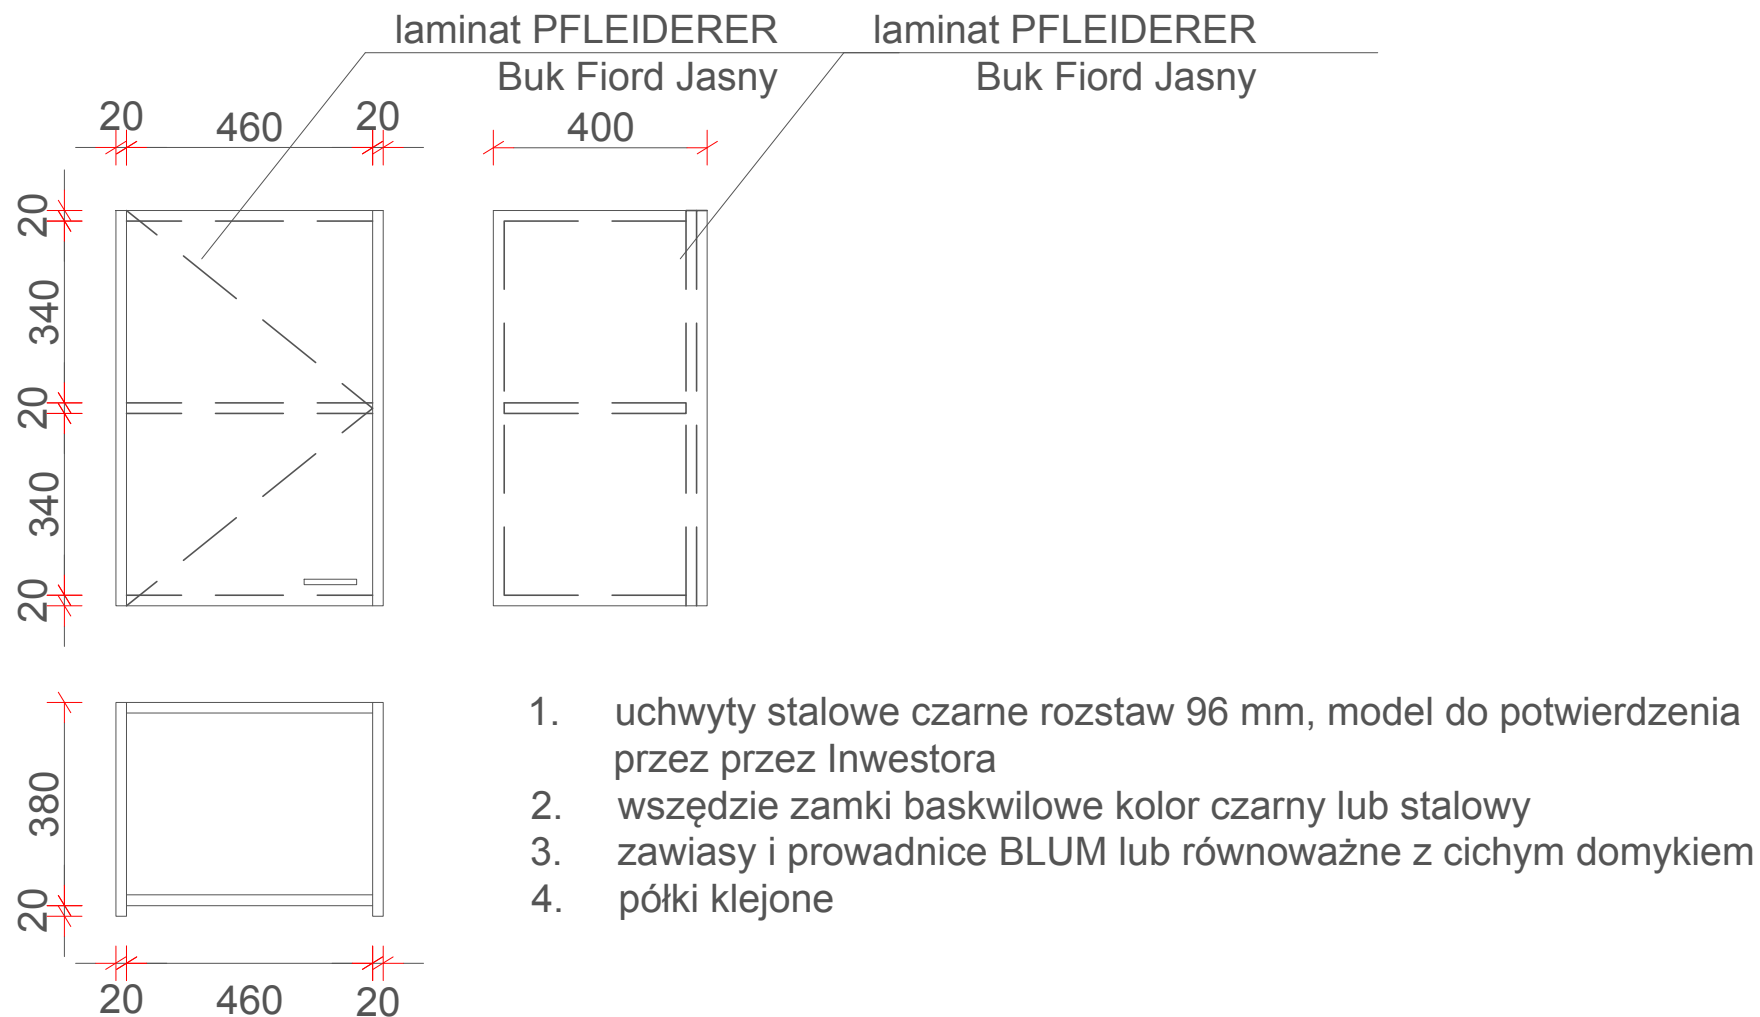 laminat PFLEIDERER
Buk Fiord Jasny
laminat PFLEIDERER
Buk Fiord Jasny
20 460 20
400
20
340
20
340
20
380
20
20 460 20
1. uchwyty stalowe czarne rozstaw 96 mm, model do potwierdzenia
przez przez Inwestora
2. wszędzie zamki baskwilowe kolor czarny lub stalowy
3. zawiasy i prowadnice BLUM lub równoważne z cichym domykiem
4. półki klejone